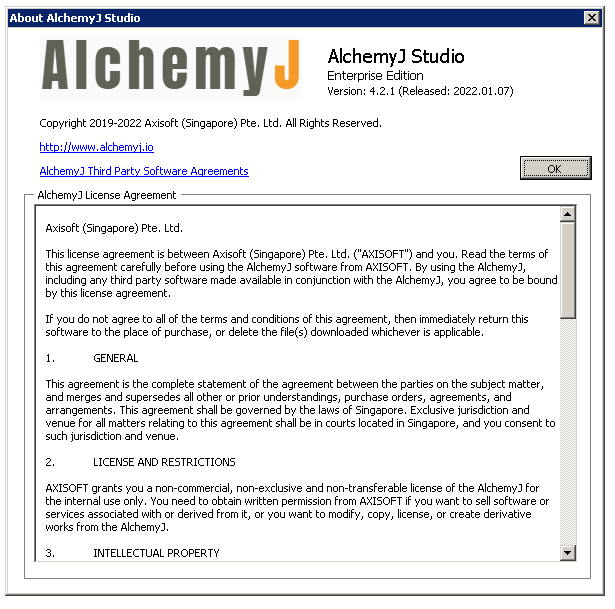 About AlchemyJ Studio
AlchemyJ
AlchemyJ Studio
Enterprise Edition
Version: 4.2.1 (Released: 2022.01.07)
Copyright 2019-2022 Axisoft (Singapore) Pte. Ltd. All Rights Reserved.
http://www.alchemyj.io
AlchemyJ Third Party Software Agreements
OK
AlchemyJ License Agreement
Axisoft (Singapore) Pte. Ltd.
This license agreement is between Axisoft (Singapore) Pte. Ltd. ("AXISOFT") and you. Read the terms of
this agreement carefully before using the AlchemyJ software from AXISOFT. By using the AlchemyJ,
including any third party software made available in conjunction with the AlchemyJ, you agree to be bound
by this license agreement.
If you do not agree to all of the terms and conditions of this agreement, then immediately return this
software to the place of purchase, or delete the file(s) downloaded whichever is applicable.
1. GENERAL
This agreement is the complete statement of the agreement between the parties on the subject matter,
and merges and supersedes all other or prior understandings, purchase orders, agreements, and
arrangements. This agreement shall be governed by the laws of Singapore. Exclusive jurisdiction and
venue for all matters relating to this agreement shall be in courts located in Singapore, and you consent to
such jurisdiction and venue.
2. LICENSE AND RESTRICTIONS
AXISOFT grants you a non-commercial, non-exclusive and non-transferable license of the AlchemyJ for
the internal use only. You need to obtain written permission from AXISOFT if you want to sell software or
services associated with or derived from it, or you want to modify, copy, license, or create derivative
works from the AlchemyJ.
3. INTELLECTUAL PROPERTY